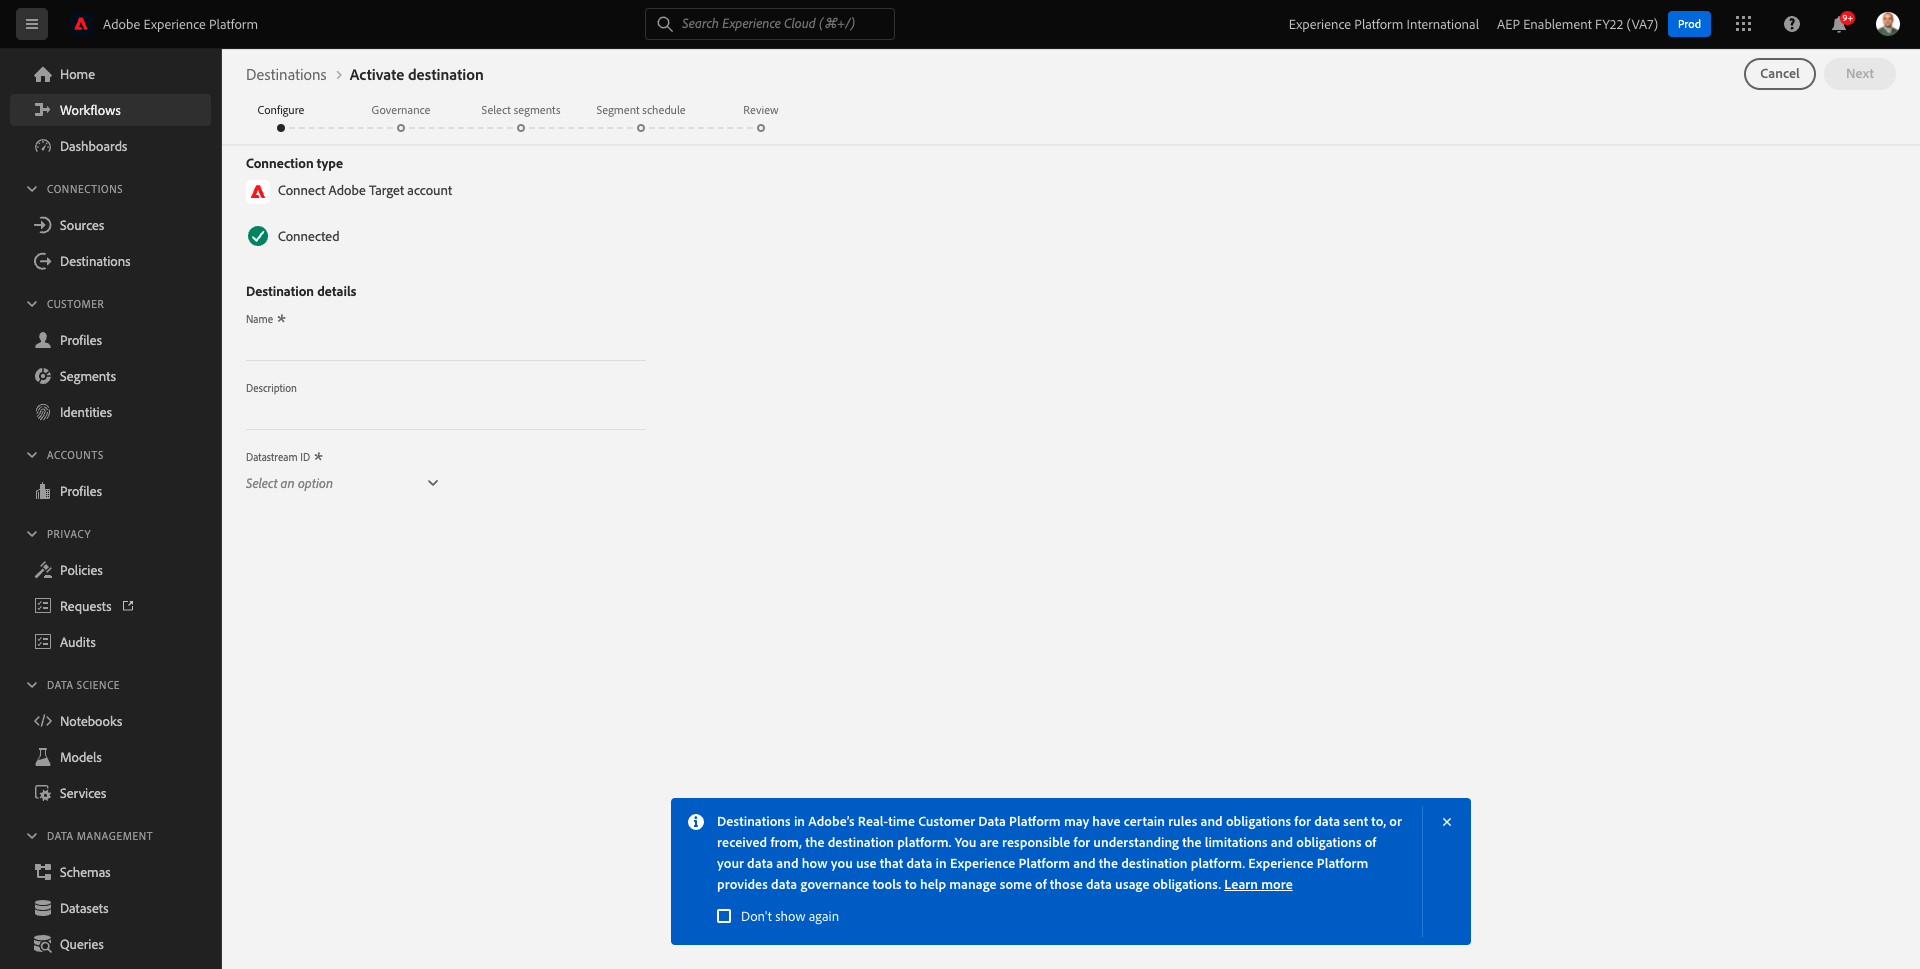 Adobe Experience Platform
Search Experience Cloud (⌘+/)
Experience Platform International
AEP Enablement FY22 (VA7)
Prod
9+
Home
Workflows
Dashboards
CONNECTIONS
Sources
Destinations
CUSTOMER
Profiles
Segments
Identities
ACCOUNTS
Profiles
PRIVACY
Policies
Requests
Audits
DATA SCIENCE
Notebooks
Models
Services
DATA MANAGEMENT
Schemas
Datasets
Queries
Destinations > Activate destination
Cancel
Next
Configure
Governance
Select segments
Segment schedule
Review
Connection type
Connect Adobe Target account
Connected
Destination details
Name *
Description
Datastream ID *
Select an option
Destinations in Adobe's Real-time Customer Data Platform may have certain rules and obligations for data sent to, or
received from, the destination platform. You are responsible for understanding the limitations and obligations of
your data and how you use that data in Experience Platform and the destination platform. Experience Platform
provides data governance tools to help manage some of those data usage obligations. Learn more
Don't show again